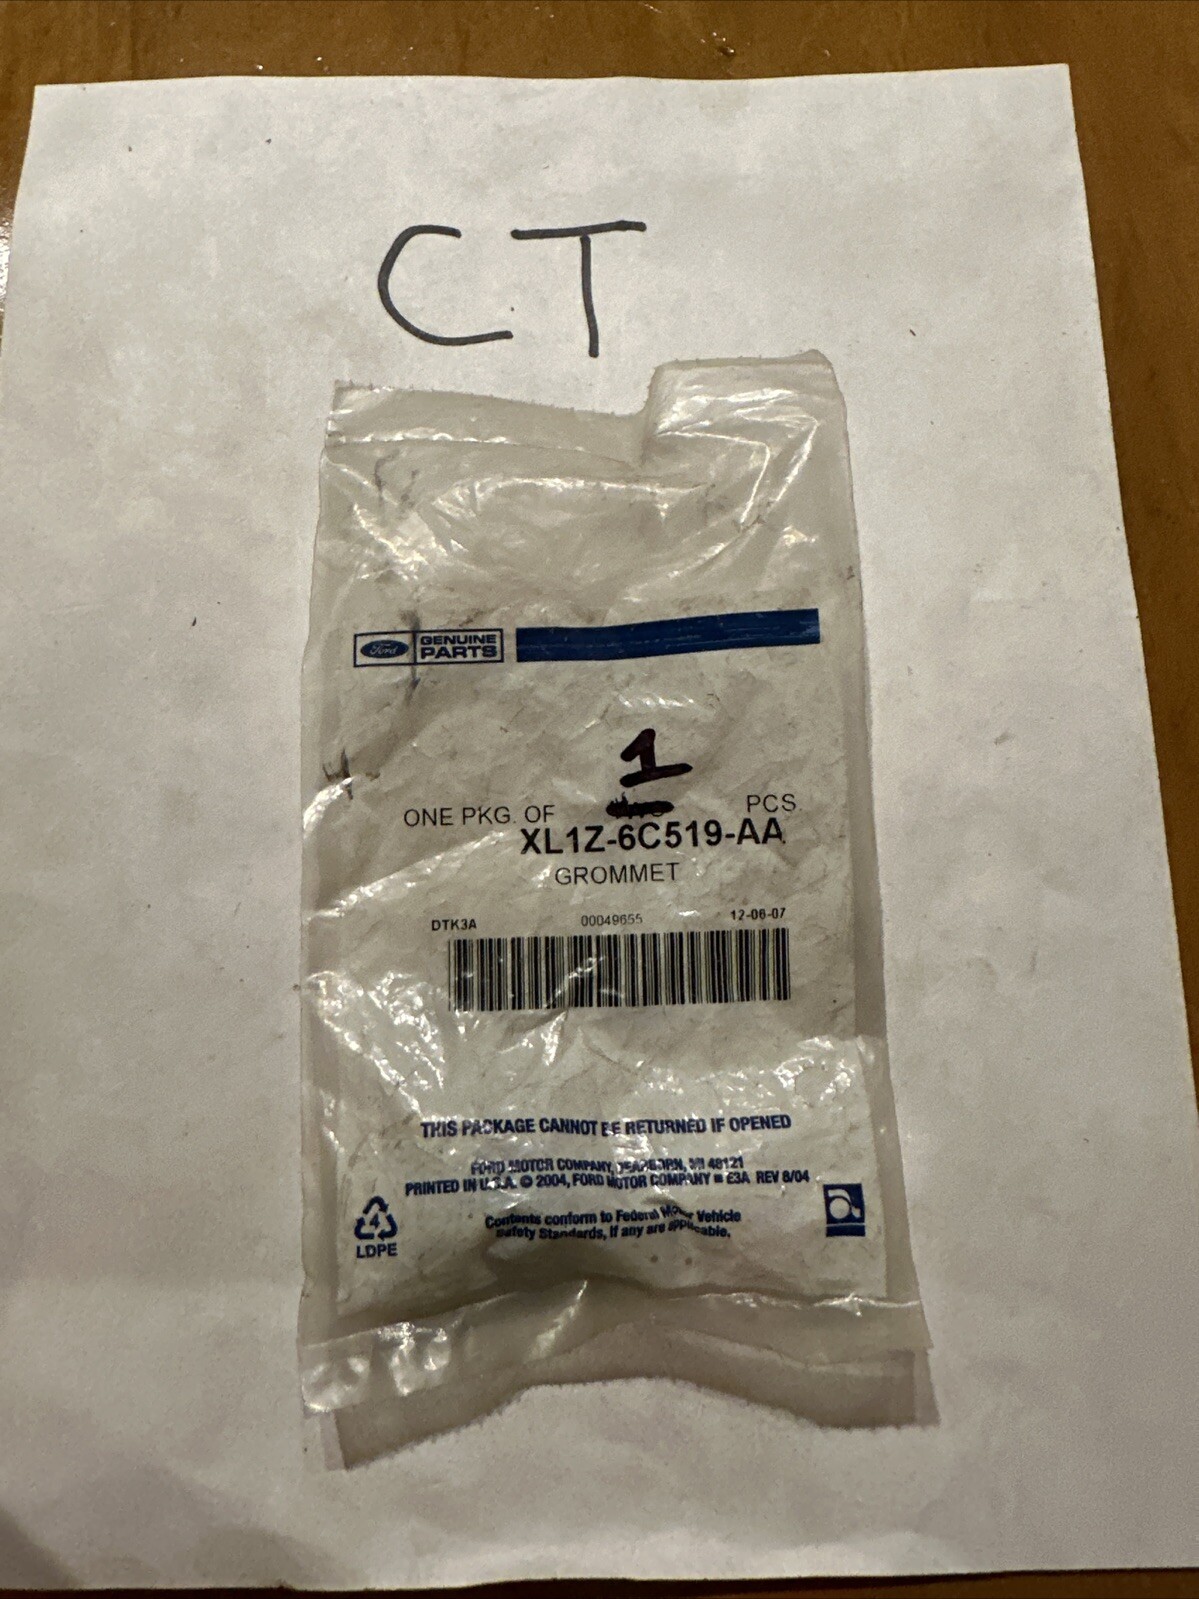 CT
Ford GENUINE PARTS
1
ONE PKG. OF PCS.
XL1Z-6C519-AA
GROMMET
DTK3A 00049655 12-06-07
THIS PACKAGE CANNOT BE RETURNED IF OPENED
FORD MOTOR COMPANY, DEARBORN, MI 48121
PRINTED IN U.S.A. © 2004, FORD MOTOR COMPANY E3A REV 8/04
Contents conform to Federal Motor Vehicle
Safety Standards, if any are applicable.
4
LDPE